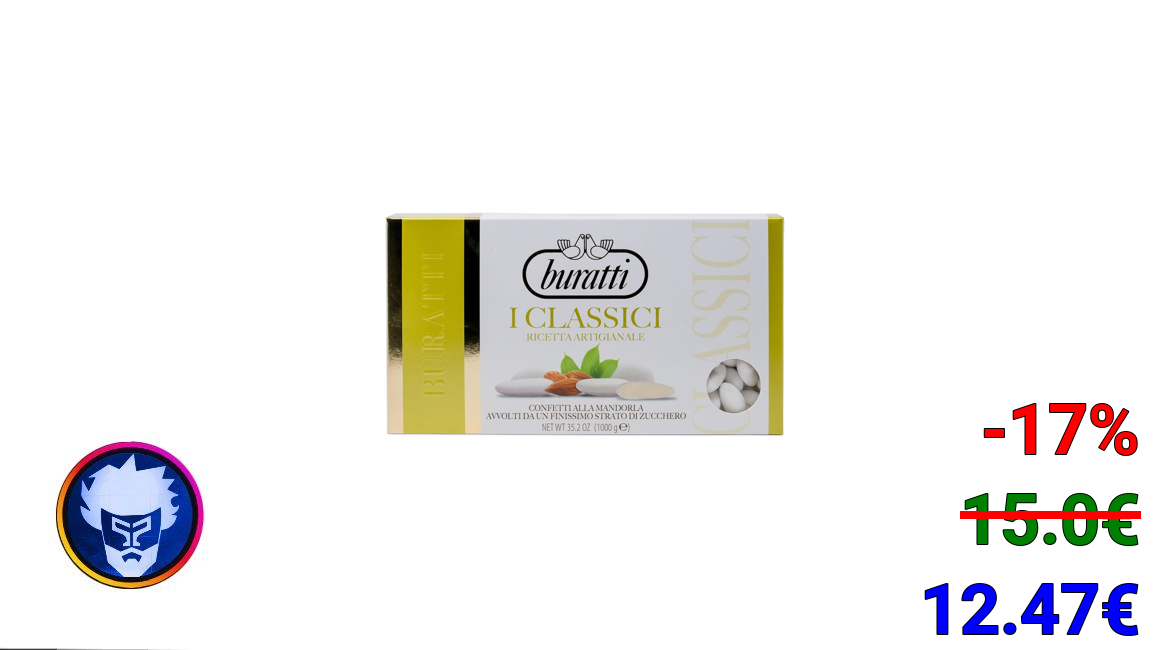 BURATTI
buratti
I CLASSICI
RICETTA ARTIGIANALE
CLASSICI
CONFETTI ALLA MANDORLA
AVVOLTI DA UN FINISSIMO STRATO DI ZUCCHERO
NET WT 35.2 OZ (1000 g ℮)
-17%
15.0€
12.47€